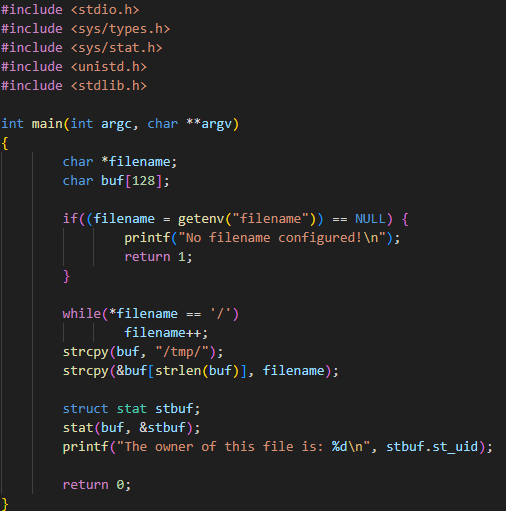 #include <stdio.h>
#include <sys/types.h>
#include <sys/stat.h>
#include <unistd.h>
#include <stdlib.h>
int main(int argc, char **argv)
{
char *filename;
char buf[128];
if((filename = getenv("filename")) == NULL) {
printf("No filename configured!\n");
return 1;
}
while(*filename == '/')
filename++;
strcpy(buf, "/tmp/");
strcpy(&buf[strlen(buf)], filename);
struct stat stbuf;
stat(buf, &stbuf);
printf("The owner of this file is: %d\n", stbuf.st_uid);
return 0;
}